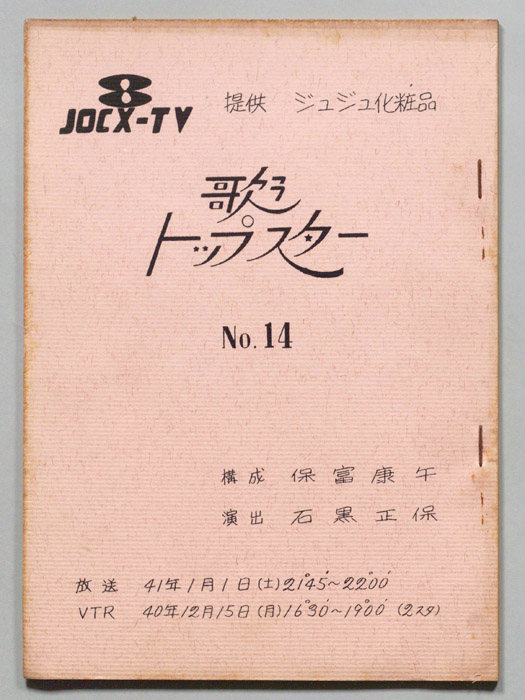 8
JOCX-TV
提供 ジュジュ化粧品
歌う
トップスター
No.14
構成 保富康午
演出 石黒正保
放送 41年1月1日(土)21°45′~22°00′
VTR 40年12月15日(月)16°30′~19°00′(2スタ)